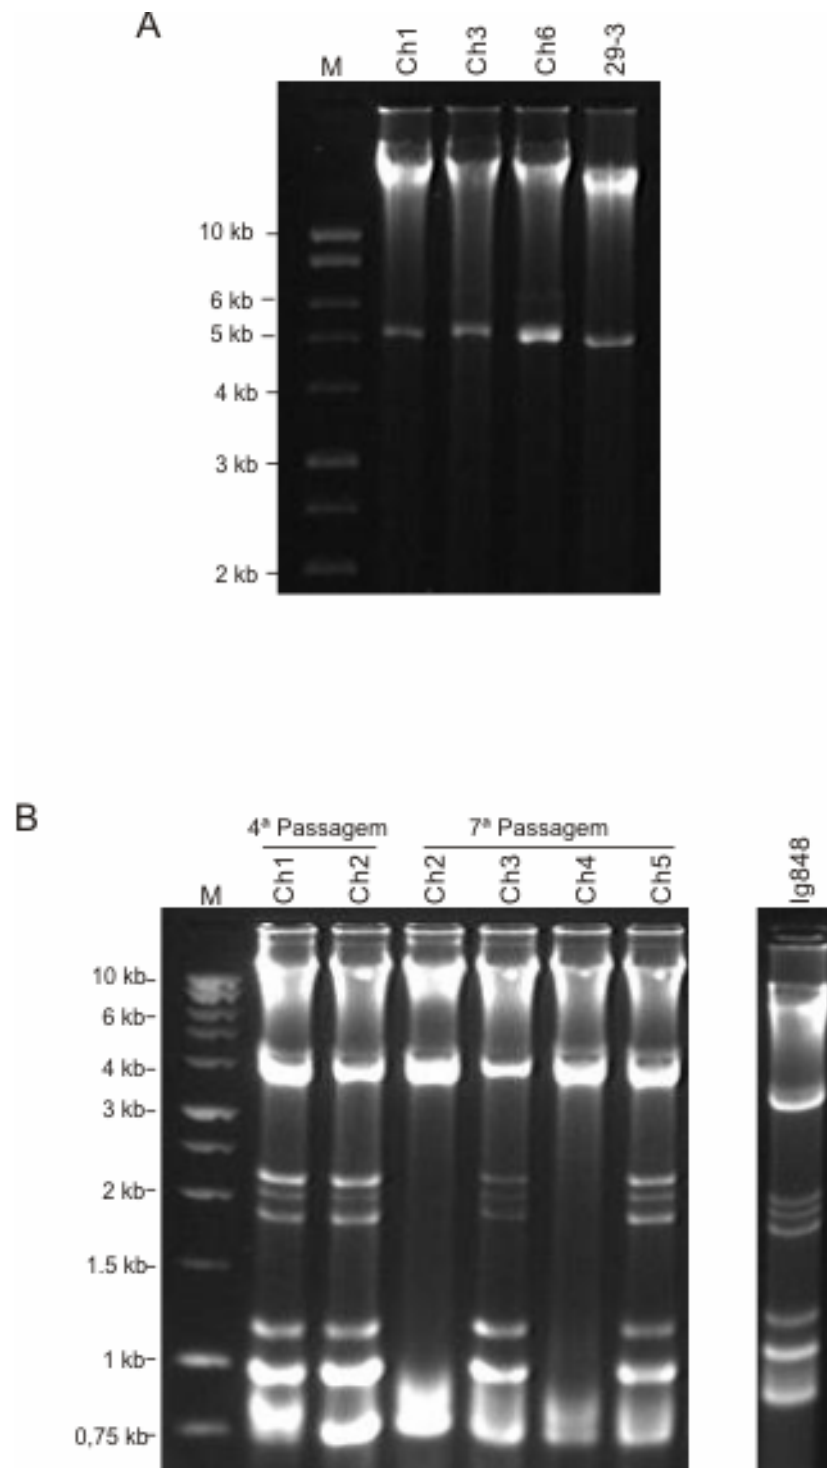 A
M Ch1 Ch3 Ch6 29-3
10 kb
6 kb
5 kb
4 kb
3 kb
2 kb
B
4ª Passagem 7ª Passagem
M Ch1 Ch2 Ch2 Ch3 Ch4 Ch5 Ig848
10 kb
6 kb
4 kb
3 kb
2 kb
1.5 kb
1 kb
0,75 kb